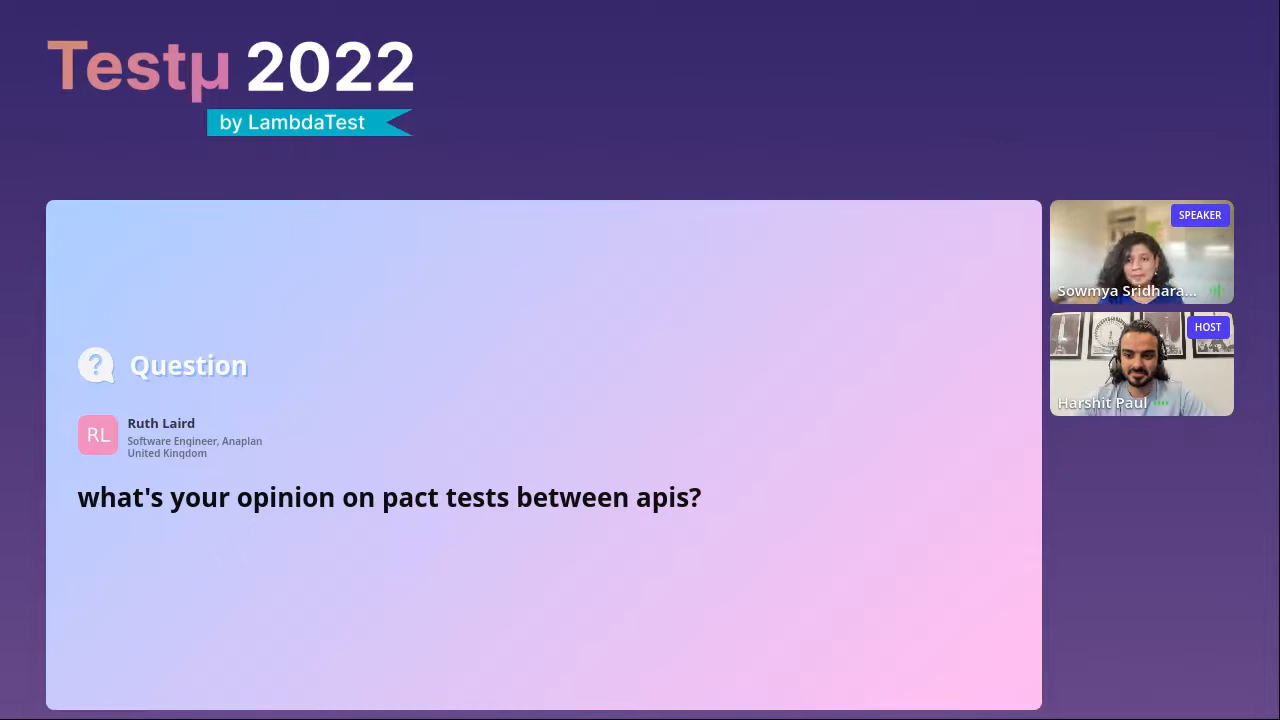 Testμ 2022
by LambdaTest
SPEAKER
Sowmya Sridhara...
HOST
Harshit Paul
Question
RL
Ruth Laird
Software Engineer, Anaplan
United Kingdom
what's your opinion on pact tests between apis?